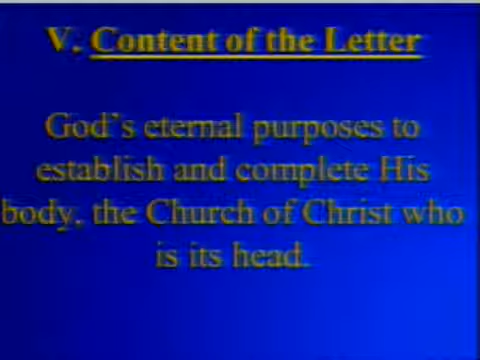 V. Content of the Letter
God's eternal purposes to
establish and complete His
body, the Church of Christ who
is its head.